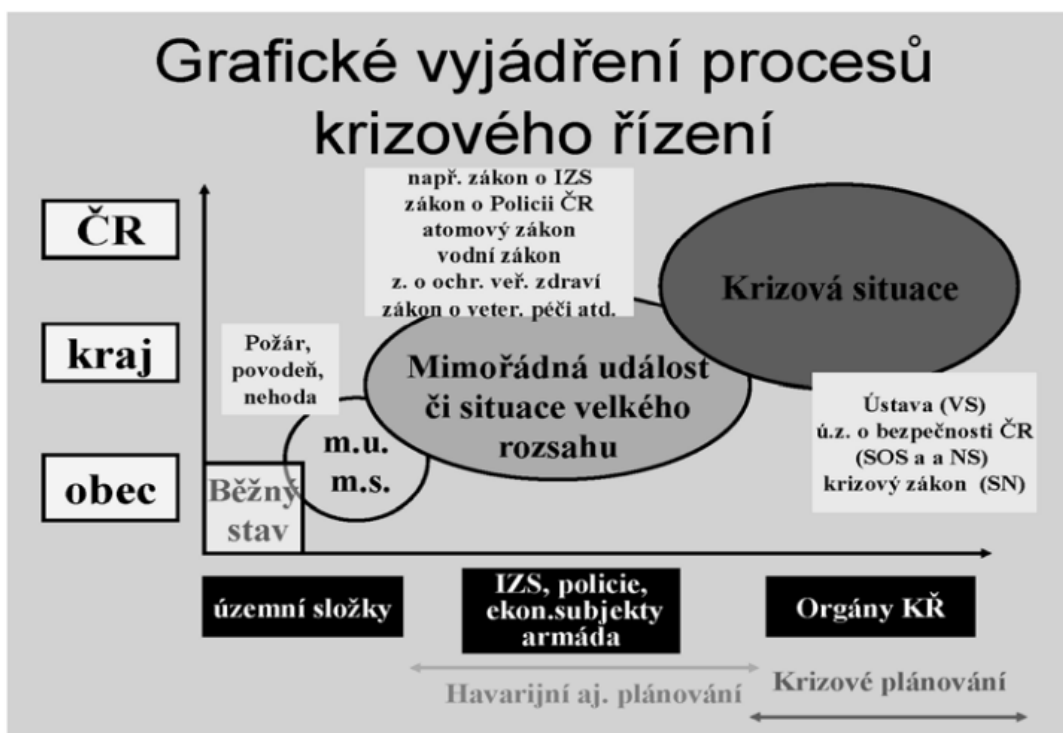 Grafické vyjádření procesů
krizového řízení
např. zákon o IZS
zákon o Policii ČR
atomový zákon
vodní zákon
z. o ochr. veř. zdraví
zákon o veter. péči atd.
ČR
kraj
obec
Požár,
povodeň,
nehoda
Krizová situace
Mimořádná událost
či situace velkého
rozsahu
m.u.
m.s.
Běžný
stav
Ústava (VS)
ú.z. o bezpečnosti ČR
(SOS a a NS)
krizový zákon (SN)
územní složky
IZS, policie,
ekon.subjekty
armáda
Orgány KŘ
Havarijní aj. plánování
Krizové plánování